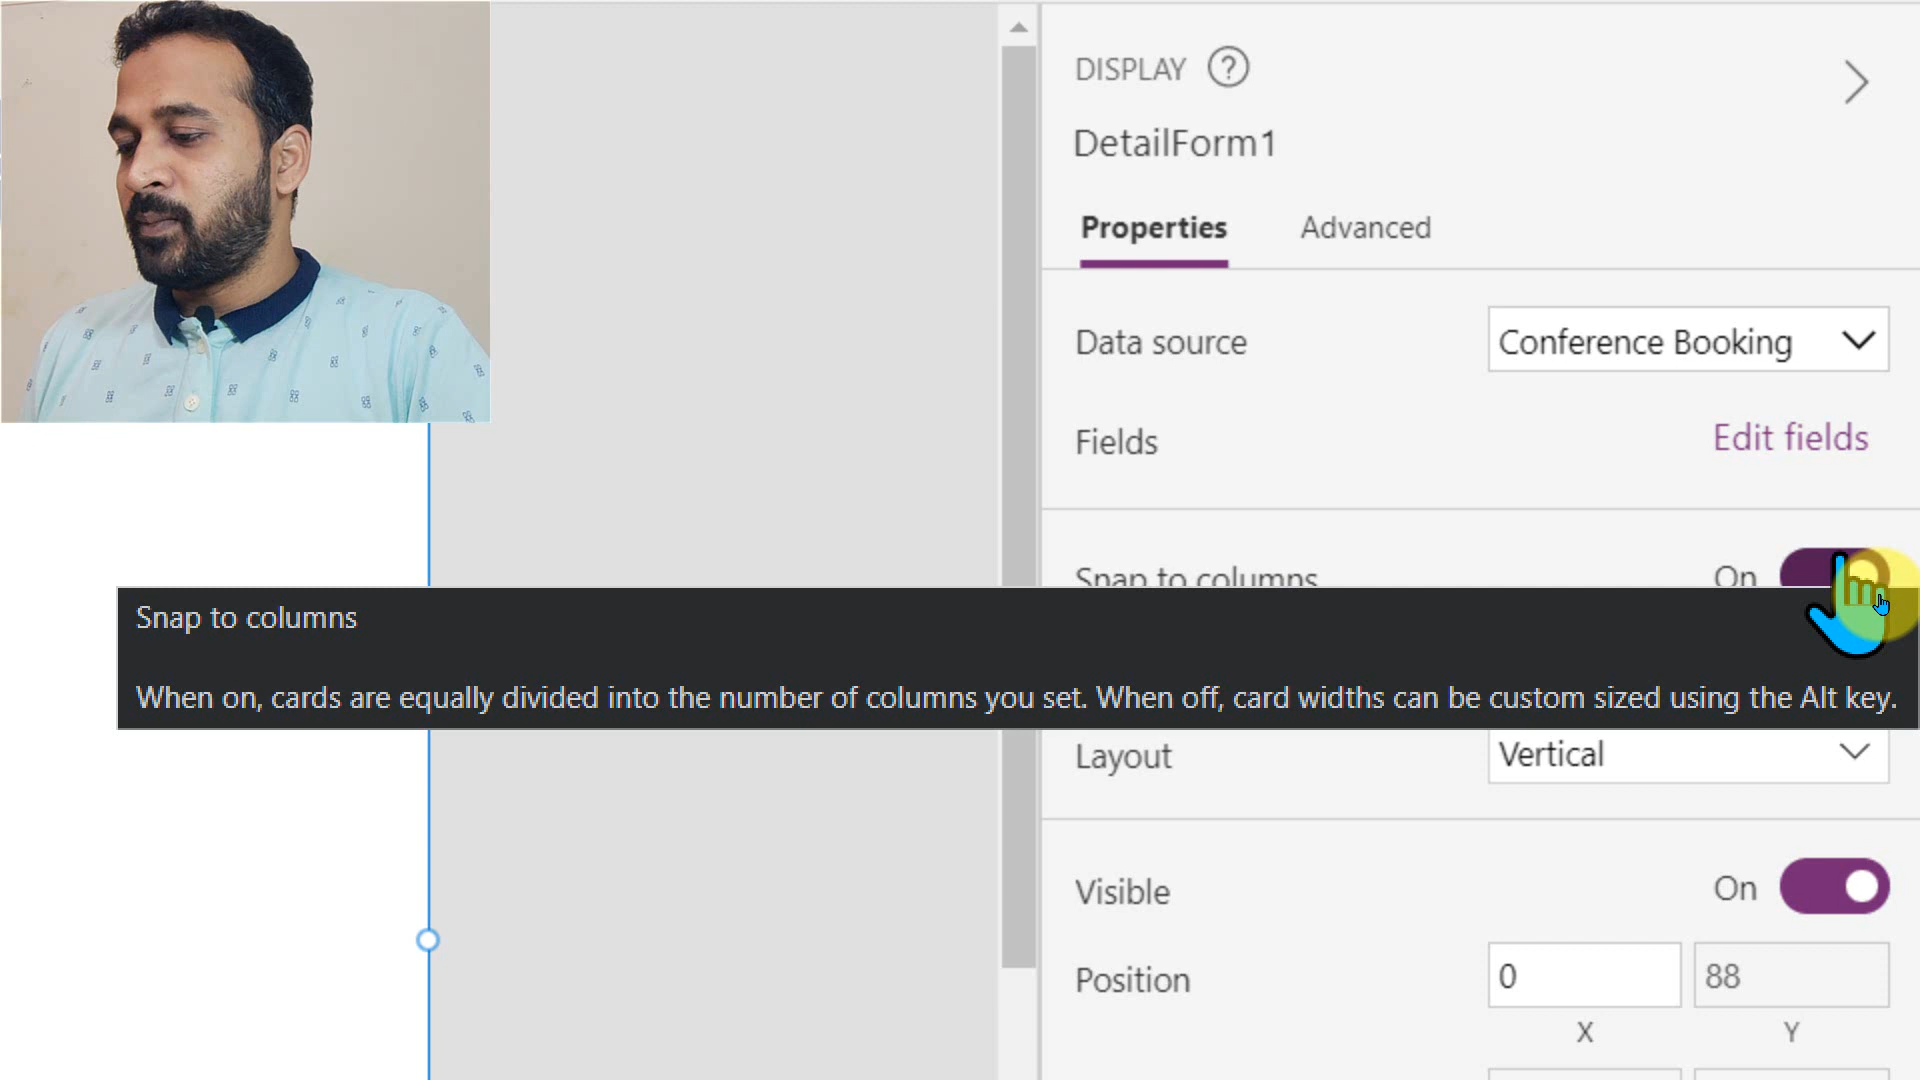 DISPLAY ?
DetailForm1
Properties Advanced
Data source Conference Booking
Fields Edit fields
Snap to columns On
Snap to columns
When on, cards are equally divided into the number of columns you set. When off, card widths can be custom sized using the Alt key.
Layout Vertical
Visible On
Position 0 88
X Y